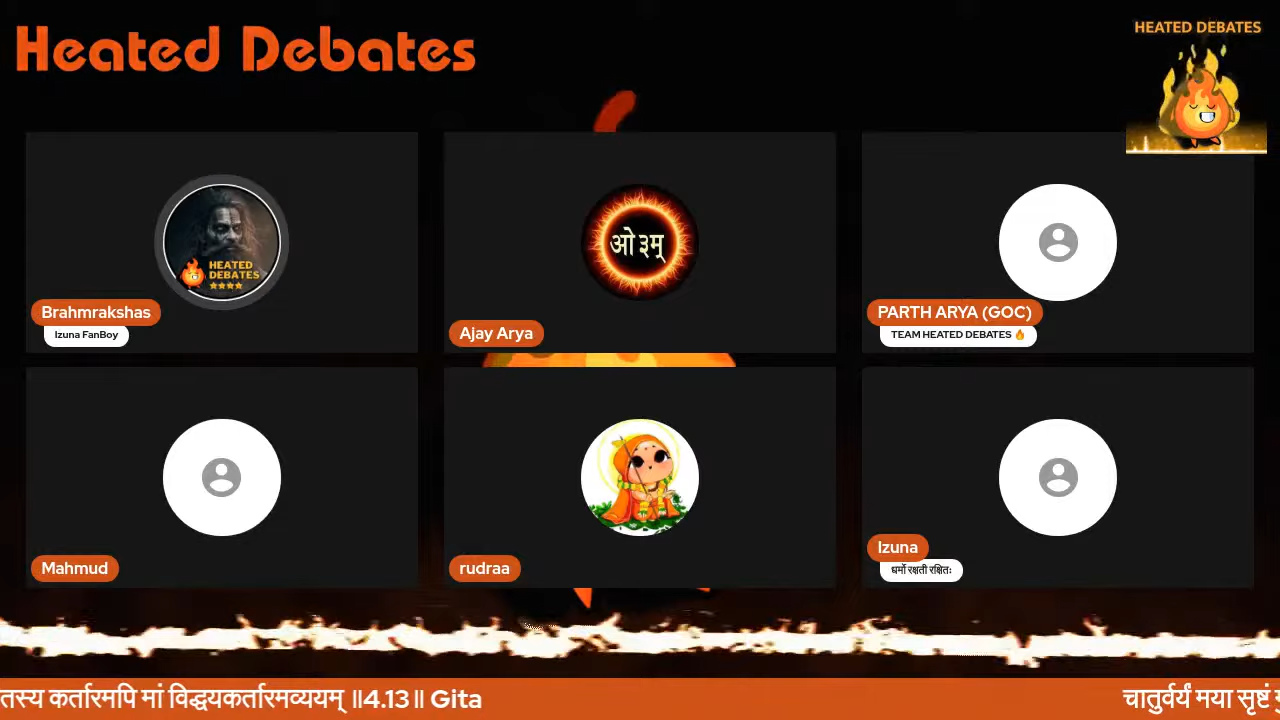 Heated Debates
HEATED DEBATES
HEATED
DEBATES
Brahmrakshas
Izuna FanBoy
ओ३म्
Ajay Arya
PARTH ARYA (GOC)
TEAM HEATED DEBATES 🔥
Mahmud
rudraa
Izuna
धर्मो रक्षती रक्षितः
तस्य कर्तारमपि मां विद्धयकर्तारमव्ययम् ॥4.13॥ Gita
चातुर्वर्यं मया सृष्टं